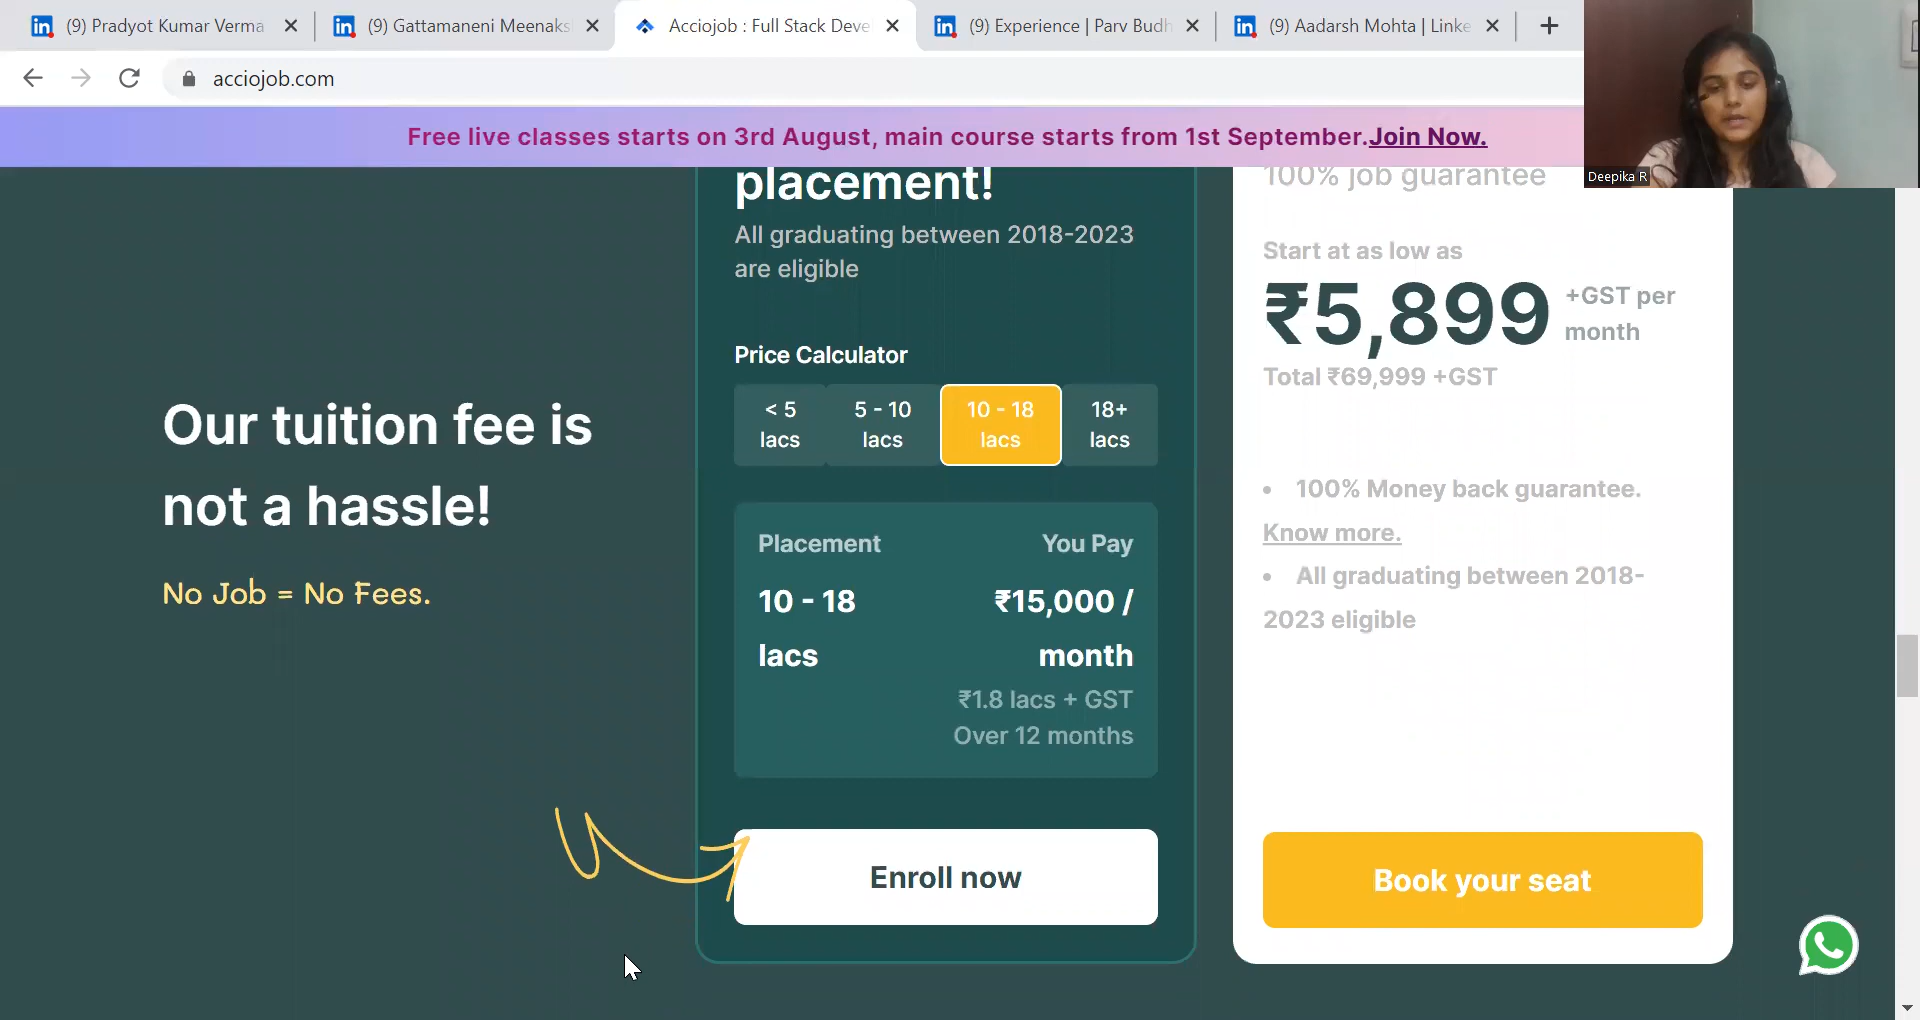 (9) Pradyot Kumar Verma
(9) Gattamaneni Meenaks
Acciojob : Full Stack Deve
(9) Experience | Parv Budh
(9) Aadarsh Mohta | Linke
acciojob.com
Free live classes starts on 3rd August, main course starts from 1st September.Join Now.
Deepika R
Our tuition fee is
not a hassle!
No Job = No Fees.
placement!
All graduating between 2018-2023
are eligible
Price Calculator
< 5
lacs
5 - 10
lacs
10 - 18
lacs
18+
lacs
Placement
You Pay
10 - 18
lacs
₹15,000 /
month
₹1.8 lacs + GST
Over 12 months
Enroll now
100% job guarantee
Start at as low as
₹5,899
+GST per
month
Total ₹69,999 +GST
• 100% Money back guarantee.
Know more.
• All graduating between 2018-
2023 eligible
Book your seat